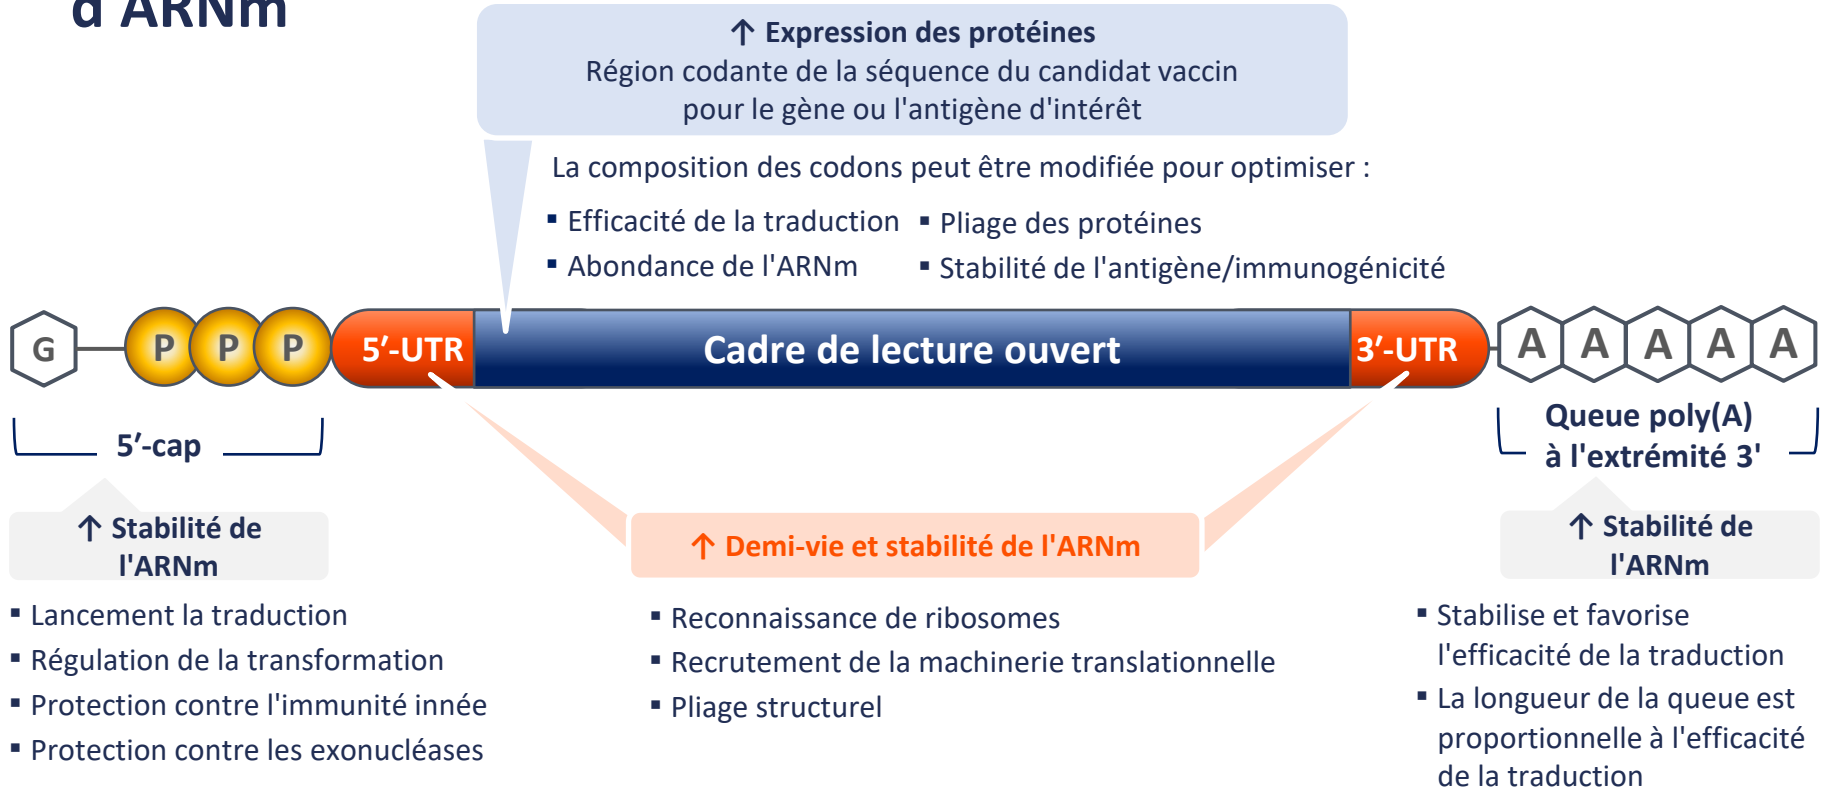 d'ARNm
↑ Expression des protéines
Région codante de la séquence du candidat vaccin
pour le gène ou l'antigène d'intérêt
La composition des codons peut être modifiée pour optimiser :
▪ Efficacité de la traduction
▪ Abondance de l'ARNm
▪ Pliage des protéines
▪ Stabilité de l'antigène/immunogénicité
G P P P 5′-UTR Cadre de lecture ouvert 3′-UTR A A A A A
5′-cap
↑ Stabilité de
l'ARNm
▪ Lancement la traduction
▪ Régulation de la transformation
▪ Protection contre l'immunité innée
▪ Protection contre les exonucléases
↑ Demi-vie et stabilité de l'ARNm
▪ Reconnaissance de ribosomes
▪ Recrutement de la machinerie translationnelle
▪ Pliage structurel
Queue poly(A)
à l'extrémité 3'
↑ Stabilité de
l'ARNm
▪ Stabilise et favorise
l'efficacité de la traduction
▪ La longueur de la queue est
proportionnelle à l'efficacité
de la traduction